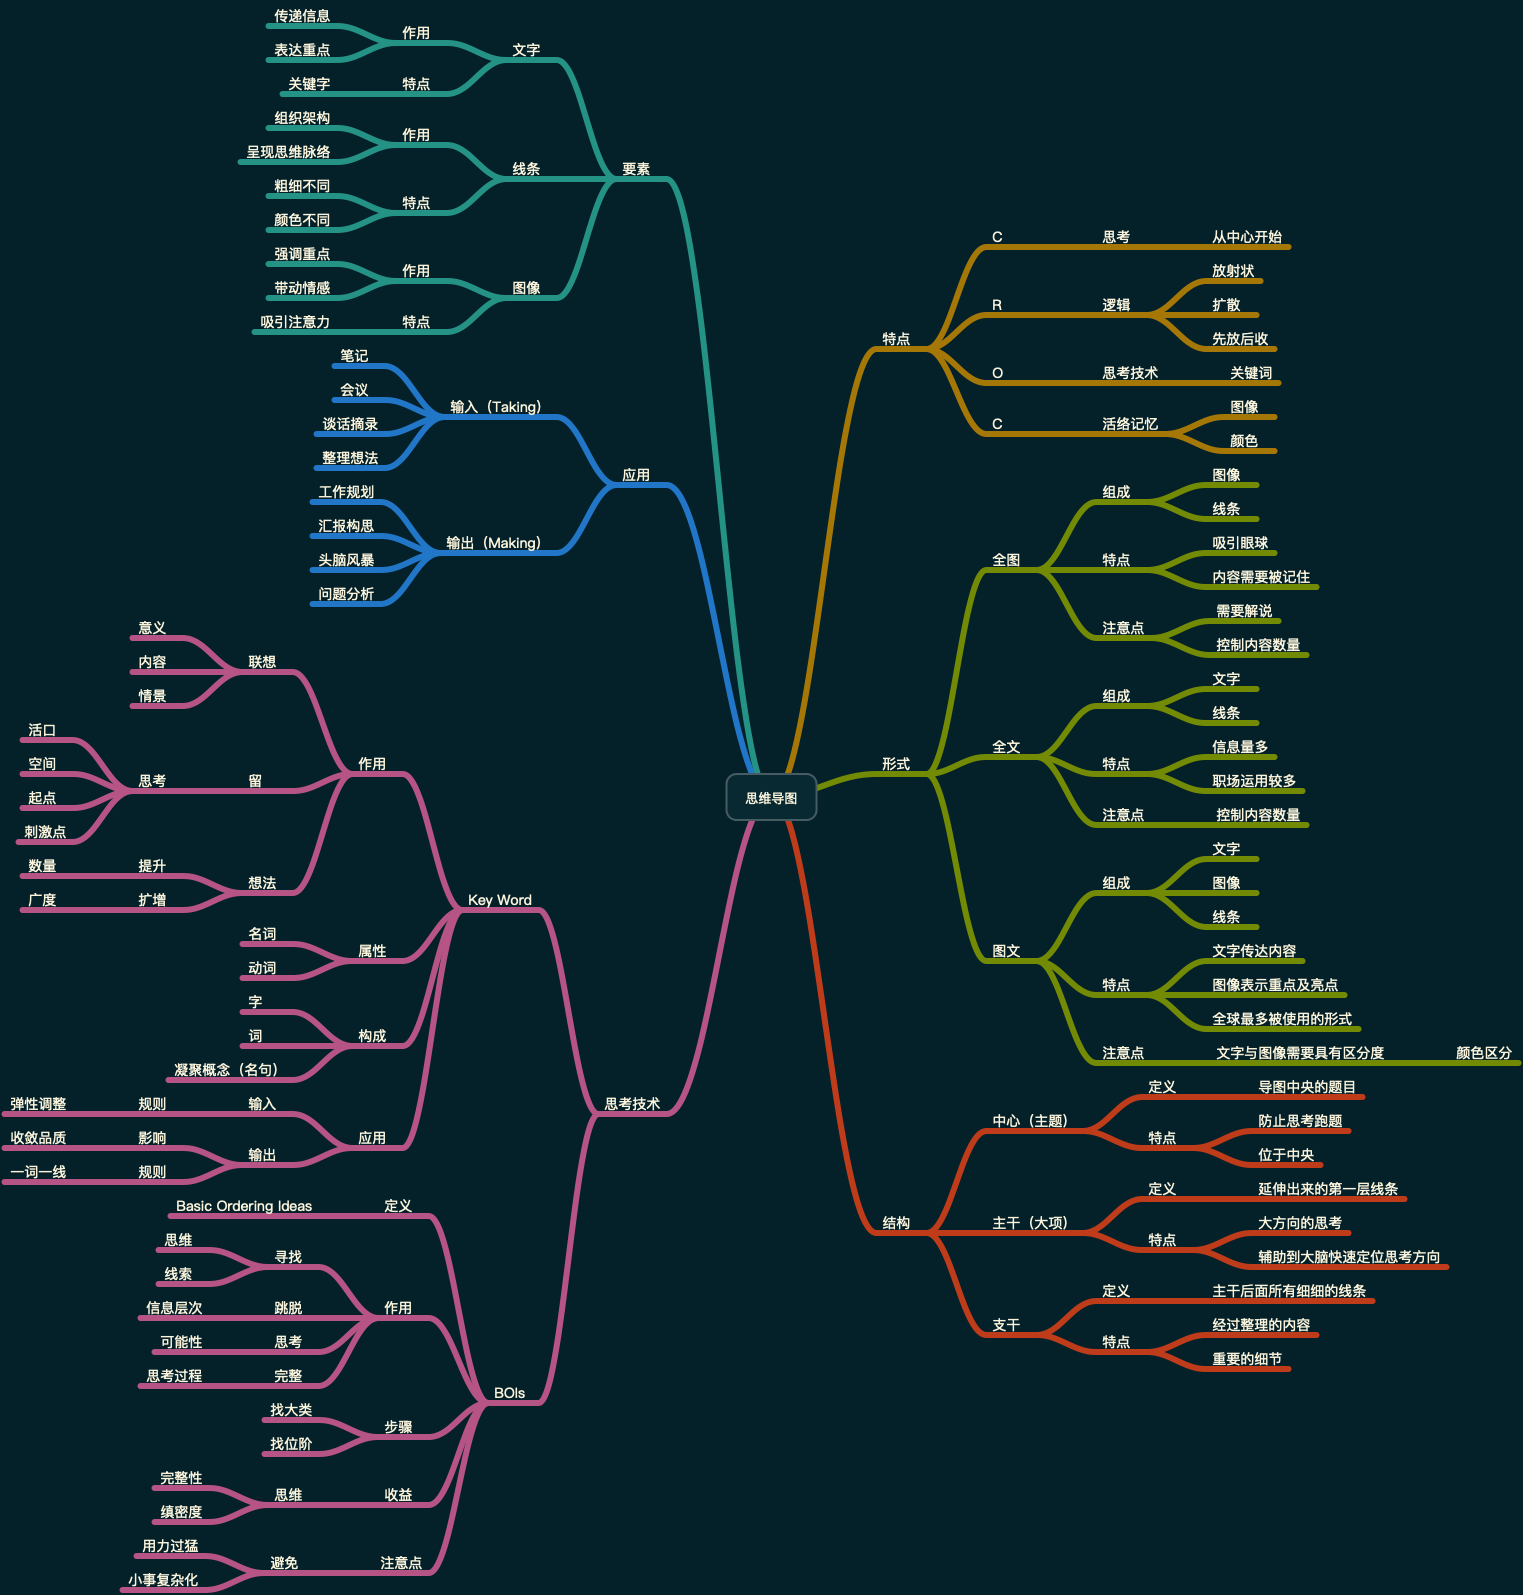 思维导图
特点
C
思考
从中心开始
R
逻辑
放射状
扩散
先放后收
O
思考技术
关键词
C
活络记忆
图像
颜色
形式
全图
组成
图像
线条
特点
吸引眼球
内容需要被记住
注意点
需要解说
控制内容数量
全文
组成
文字
线条
特点
信息量多
职场运用较多
注意点
控制内容数量
图文
组成
文字
图像
线条
特点
文字传达内容
图像表示重点及亮点
全球最多被使用的形式
注意点
文字与图像需要具有区分度
颜色区分
结构
中心（主题）
定义
导图中央的题目
特点
防止思考跑题
位于中央
主干（大项）
定义
延伸出来的第一层线条
特点
大方向的思考
辅助到大脑快速定位思考方向
支干
定义
主干后面所有细细的线条
特点
经过整理的内容
重要的细节
要素
文字
作用
传递信息
表达重点
特点
关键字
线条
作用
组织架构
呈现思维脉络
特点
粗细不同
颜色不同
图像
作用
强调重点
带动情感
特点
吸引注意力
应用
输入（Taking）
笔记
会议
谈话摘录
整理想法
输出（Making）
工作规划
汇报构思
头脑风暴
问题分析
思考技术
Key Word
作用
联想
意义
内容
情景
留
思考
活口
空间
起点
刺激点
想法
提升
数量
扩增
广度
属性
名词
动词
构成
字
词
凝聚概念（名句）
应用
输入
规则
弹性调整
输出
影响
收敛品质
规则
一词一线
BOIs
定义
Basic Ordering Ideas
作用
寻找
思维
线索
跳脱
信息层次
思考
可能性
完整
思考过程
步骤
找大类
找位阶
收益
思维
完整性
缜密度
注意点
避免
用力过猛
小事复杂化